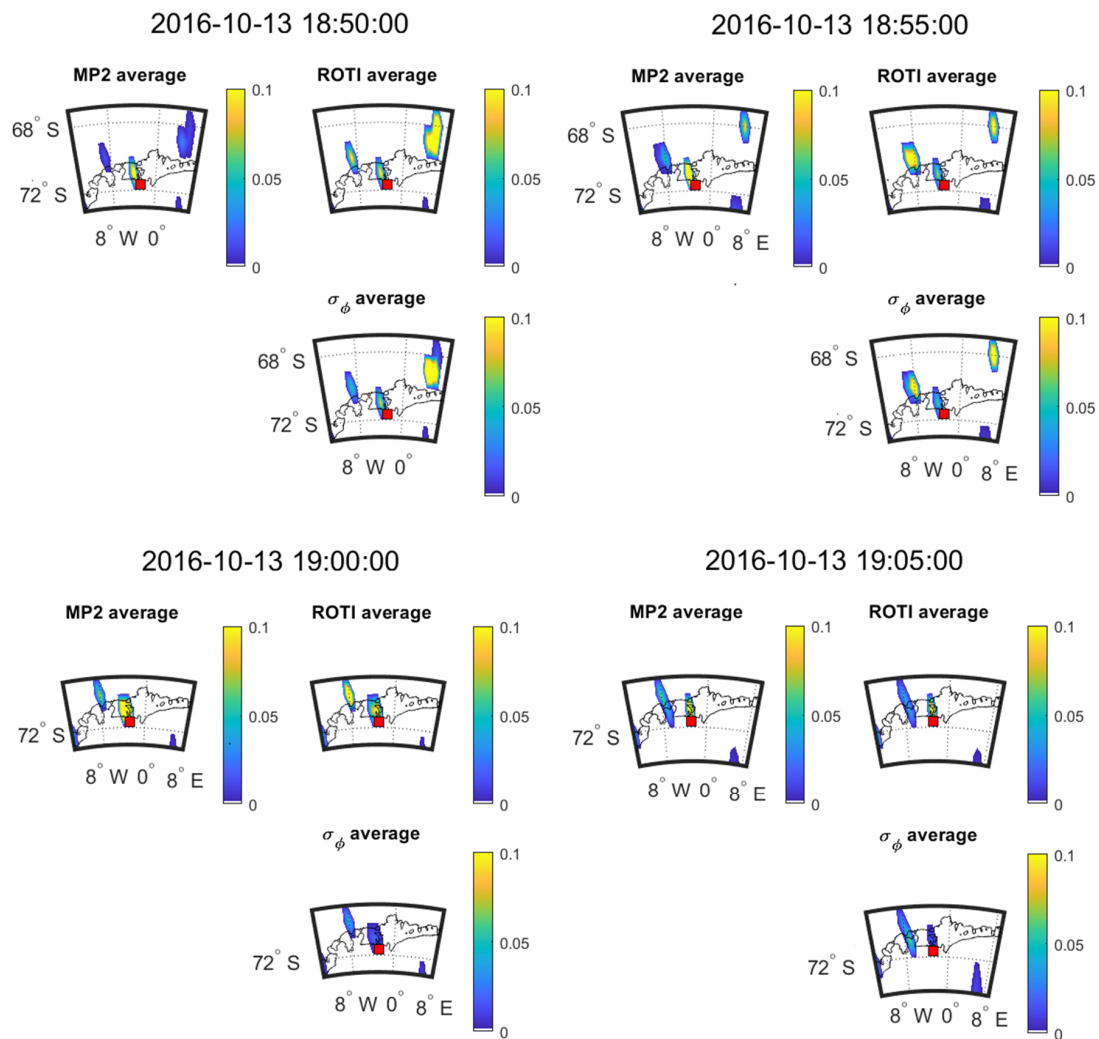 2016-10-13 18:50:00
MP2 average
ROTI average
68° S
72° S
8° W 0°
0.1
0.05
0
0.1
0.05
0
σϕ average
68° S
72° S
8° W 0°
0.1
0.05
0
2016-10-13 18:55:00
MP2 average
ROTI average
68° S
72° S
8° W 0° 8° E
0.1
0.05
0
0.1
0.05
0
σϕ average
68° S
72° S
8° W 0° 8° E
0.1
0.05
0
2016-10-13 19:00:00
MP2 average
ROTI average
72° S
8° W 0° 8° E
0.1
0.05
0
0.1
0.05
0
σϕ average
72° S
8° W 0° 8° E
0.1
0.05
0
2016-10-13 19:05:00
MP2 average
ROTI average
72° S
8° W 0° 8° E
0.1
0.05
0
0.1
0.05
0
σϕ average
72° S
8° W 0° 8° E
0.1
0.05
0